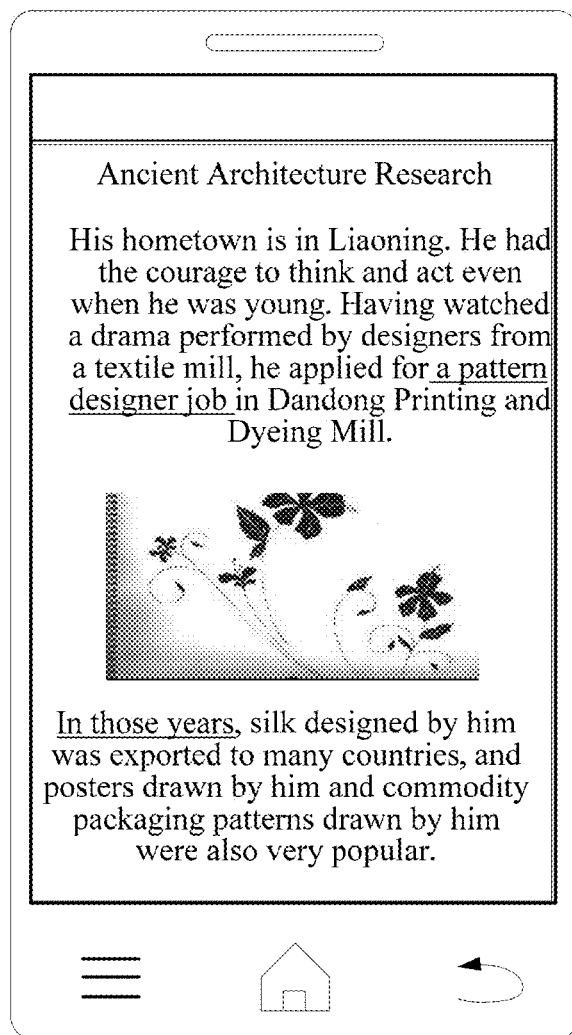 Ancient Architecture Research
His hometown is in Liaoning. He had
the courage to think and act even
when he was young. Having watched
a drama performed by designers from
a textile mill, he applied for a pattern
designer job in Dandong Printing and
Dyeing Mill.
In those years, silk designed by him
was exported to many countries, and
posters drawn by him and commodity
packaging patterns drawn by him
were also very popular.